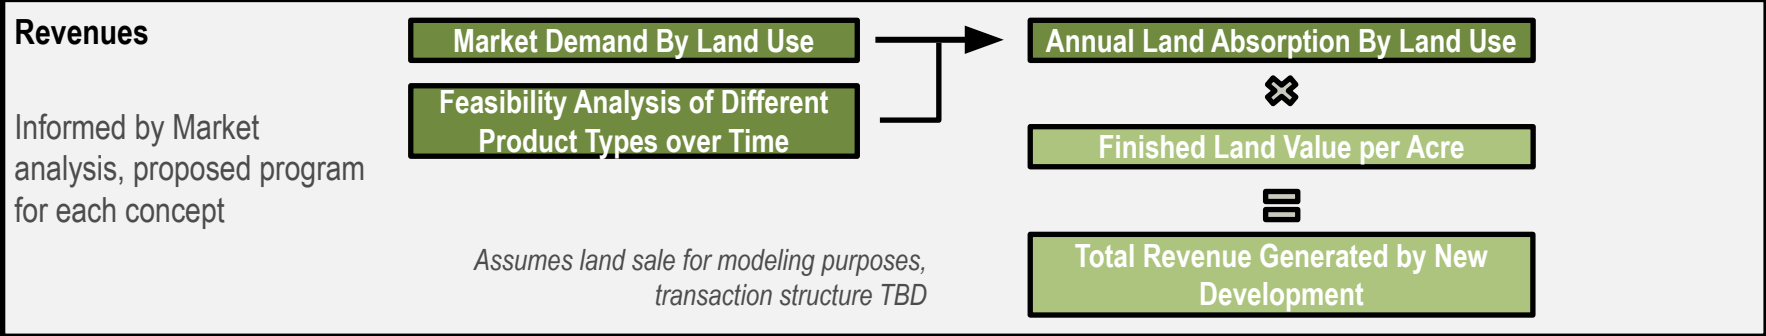 Revenues
Informed by Market
analysis, proposed program
for each concept
Market Demand By Land Use
Feasibility Analysis of Different
Product Types over Time
Assumes land sale for modeling purposes,
transaction structure TBD
Annual Land Absorption By Land Use
Finished Land Value per Acre
Total Revenue Generated by New
Development